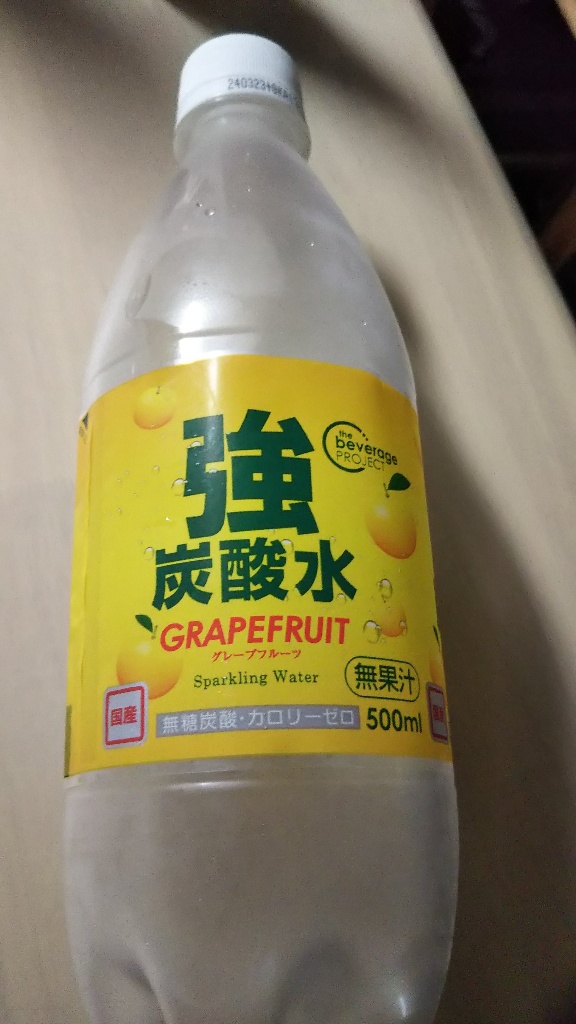 240323
the
beverage
PROJECT
強
炭酸水
GRAPEFRUIT
グレープフルーツ
Sparkling Water
無果汁
国産
無糖炭酸・カロリーゼロ
500ml